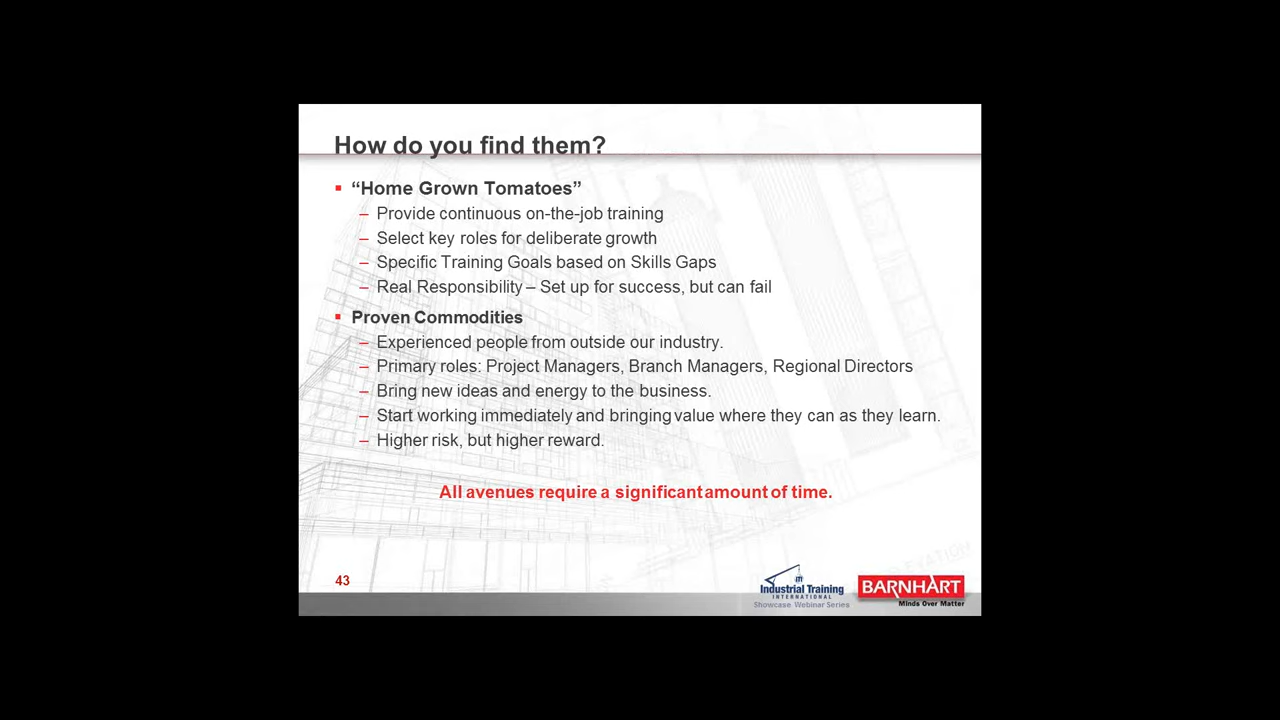 How do you find them?
▪ “Home Grown Tomatoes”
– Provide continuous on-the-job training
– Select key roles for deliberate growth
– Specific Training Goals based on Skills Gaps
– Real Responsibility – Set up for success, but can fail
▪ Proven Commodities
– Experienced people from outside our industry.
– Primary roles: Project Managers, Branch Managers, Regional Directors
– Bring new ideas and energy to the business.
– Start working immediately and bringing value where they can as they learn.
– Higher risk, but higher reward.
All avenues require a significant amount of time.
43
iti
Industrial Training
INTERNATIONAL
Showcase Webinar Series
BARNHART
Minds Over Matter